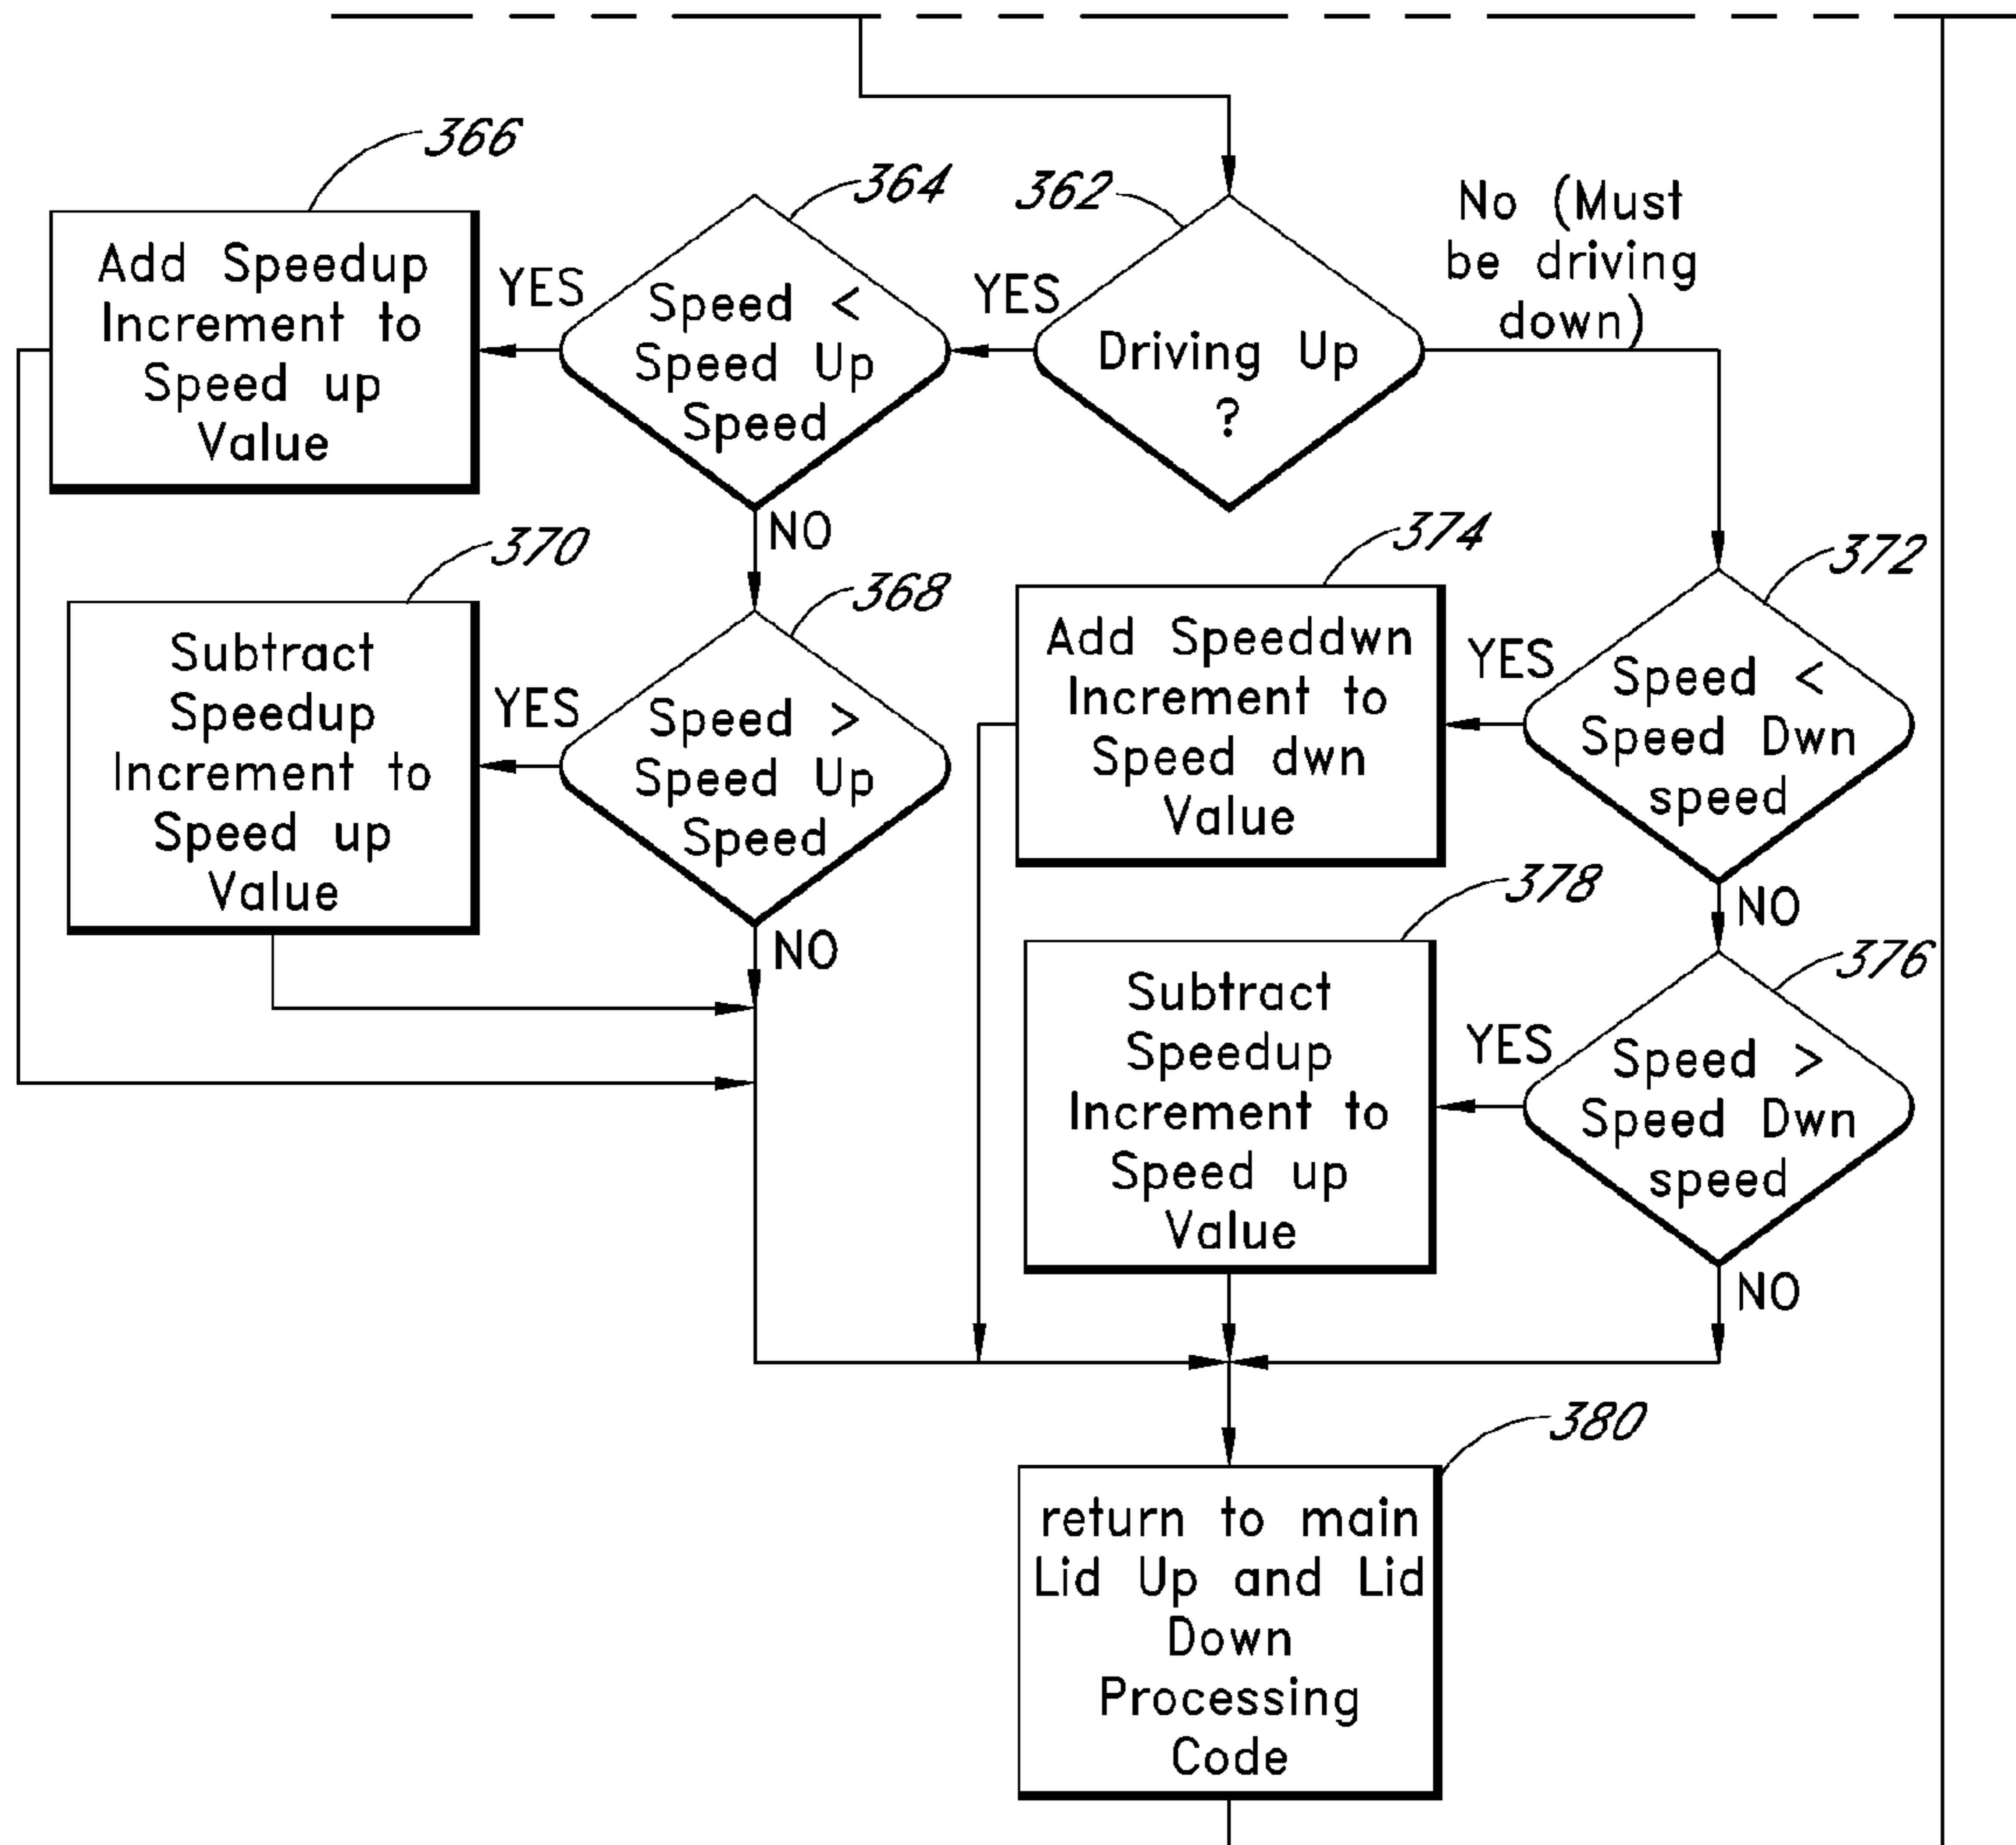 366
364
362
No (Must
be driving
down)
Add Speedup
Increment to
Speed up
Value
YES
Speed <
Speed Up
Speed
YES
Driving Up
?
NO
370
368
374
372
Subtract
Speedup
Increment to
Speed up
Value
YES
Speed >
Speed Up
Speed
NO
Add Speeddwn
Increment to
Speed dwn
Value
YES
Speed <
Speed Dwn
speed
NO
378
376
Subtract
Speedup
Increment to
Speed up
Value
YES
Speed >
Speed Dwn
speed
NO
380
return to main
Lid Up and Lid
Down
Processing
Code